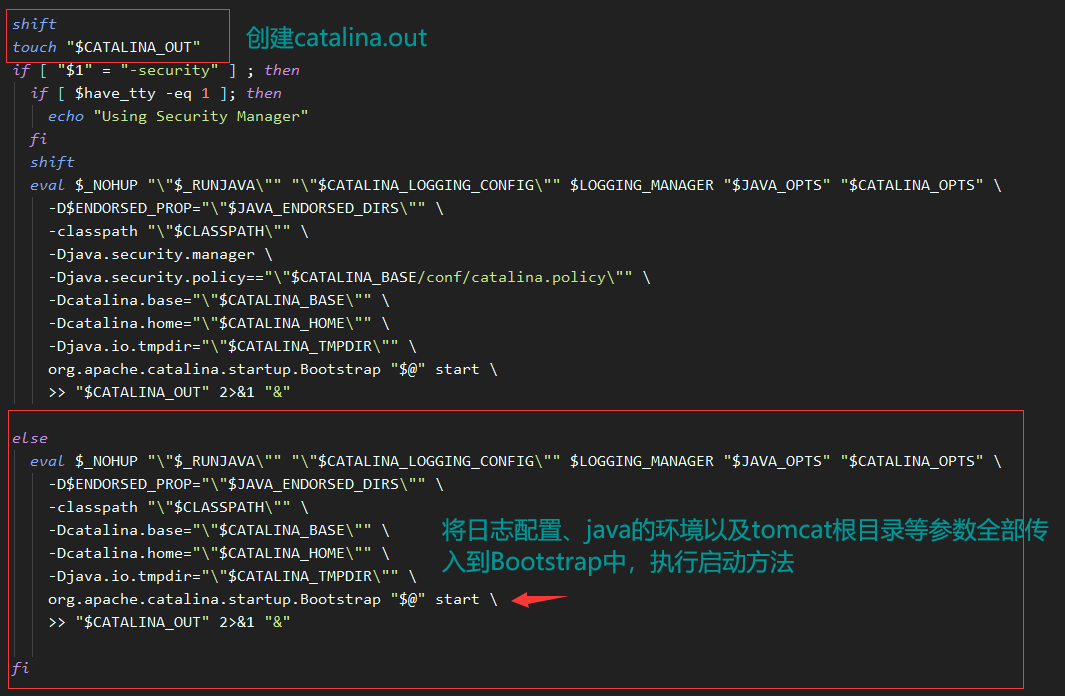 shift
touch "$CATALINA_OUT"
创建catalina.out
if [ "$1" = "-security" ] ; then
if [ $have_tty -eq 1 ]; then
echo "Using Security Manager"
fi
shift
eval $_NOHUP "\"$_RUNJAVA\"" "\"$CATALINA_LOGGING_CONFIG\"" $LOGGING_MANAGER "$JAVA_OPTS" "$CATALINA_OPTS" \
-D$ENDORSED_PROP="\"$JAVA_ENDORSED_DIRS\"" \
-classpath "\"$CLASSPATH\"" \
-Djava.security.manager \
-Djava.security.policy=="\"$CATALINA_BASE/conf/catalina.policy\"" \
-Dcatalina.base="\"$CATALINA_BASE\"" \
-Dcatalina.home="\"$CATALINA_HOME\"" \
-Djava.io.tmpdir="\"$CATALINA_TMPDIR\"" \
org.apache.catalina.startup.Bootstrap "$@" start \
>> "$CATALINA_OUT" 2>&1 "&"
else
eval $_NOHUP "\"$_RUNJAVA\"" "\"$CATALINA_LOGGING_CONFIG\"" $LOGGING_MANAGER "$JAVA_OPTS" "$CATALINA_OPTS" \
-D$ENDORSED_PROP="\"$JAVA_ENDORSED_DIRS\"" \
-classpath "\"$CLASSPATH\"" \
-Dcatalina.base="\"$CATALINA_BASE\"" \
-Dcatalina.home="\"$CATALINA_HOME\"" \
-Djava.io.tmpdir="\"$CATALINA_TMPDIR\"" \
将日志配置、java的环境以及tomcat根目录等参数全部传
入到Bootstrap中，执行启动方法
org.apache.catalina.startup.Bootstrap "$@" start \
>> "$CATALINA_OUT" 2>&1 "&"
fi